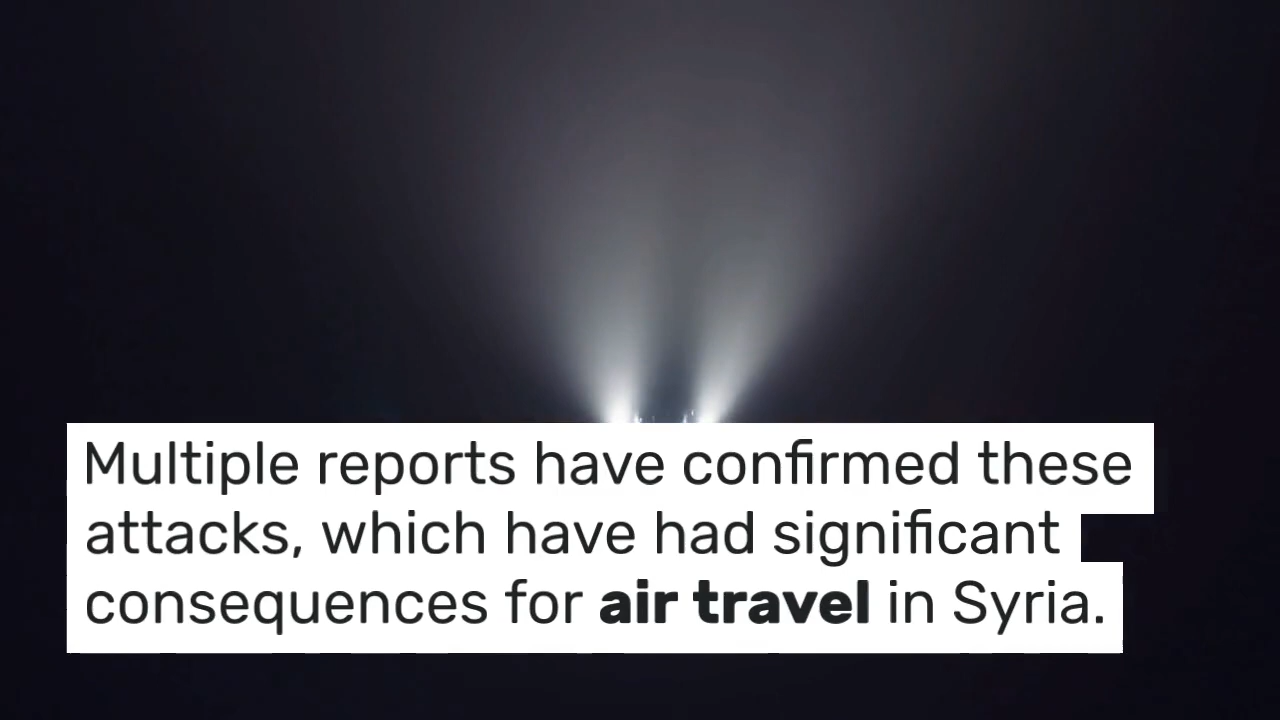 Multiple reports have confirmed these
attacks, which have had significant
consequences for air travel in Syria.